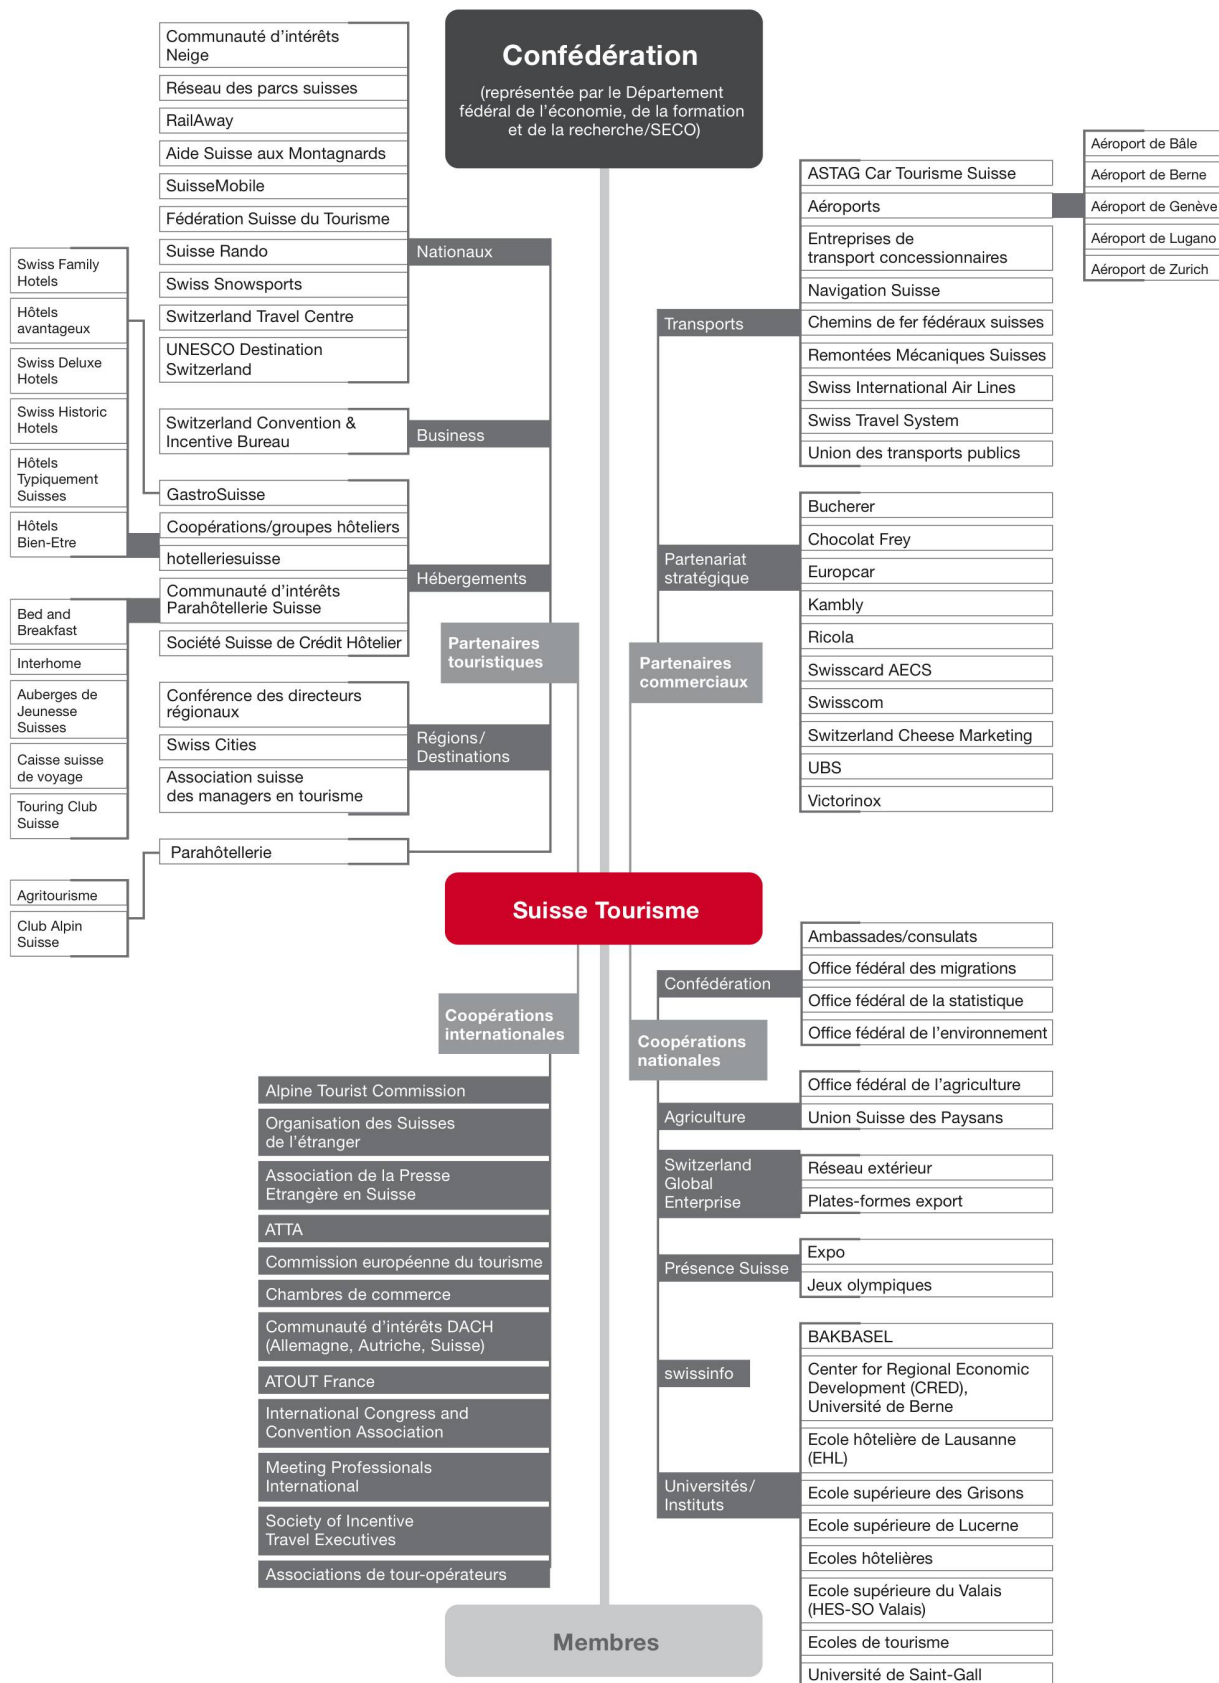 Confédération
(représentée par le Département
fédéral de l’économie, de la formation
et de la recherche/SECO)
Communauté d’intérêts
Neige
Réseau des parcs suisses
RailAway
Aide Suisse aux Montagnards
SuisseMobile
Fédération Suisse du Tourisme
Suisse Rando
Swiss Snowsports
Switzerland Travel Centre
UNESCO Destination
Switzerland
Nationaux
Switzerland Convention &
Incentive Bureau
Business
Swiss Family
Hotels
Hôtels
avantageux
Swiss Deluxe
Hotels
Swiss Historic
Hotels
Hôtels
Typiquement
Suisses
Hôtels
Bien-Etre
GastroSuisse
Coopérations/groupes hôteliers
hotelleriesuisse
Communauté d’intérêts
Parahôtellerie Suisse
Société Suisse de Crédit Hôtelier
Hébergements
Bed and
Breakfast
Interhome
Auberges de
Jeunesse
Suisses
Caisse suisse
de voyage
Touring Club
Suisse
Partenaires
touristiques
Conférence des directeurs
régionaux
Swiss Cities
Association suisse
des managers en tourisme
Régions/
Destinations
Parahôtellerie
Agritourisme
Club Alpin
Suisse
Aéroport de Bâle
Aéroport de Berne
Aéroport de Genève
Aéroport de Lugano
Aéroport de Zurich
ASTAG Car Tourisme Suisse
Aéroports
Entreprises de
transport concessionnaires
Navigation Suisse
Chemins de fer fédéraux suisses
Remontées Mécaniques Suisses
Swiss International Air Lines
Swiss Travel System
Union des transports publics
Transports
Bucherer
Chocolat Frey
Europcar
Kambly
Ricola
Swisscard AECS
Swisscom
Switzerland Cheese Marketing
UBS
Victorinox
Partenariat
stratégique
Partenaires
commerciaux
Suisse Tourisme
Coopérations
internationales
Alpine Tourist Commission
Organisation des Suisses
de l’étranger
Association de la Presse
Etrangère en Suisse
ATTA
Commission européenne du tourisme
Chambres de commerce
Communauté d’intérêts DACH
(Allemagne, Autriche, Suisse)
ATOUT France
International Congress and
Convention Association
Meeting Professionals
International
Society of Incentive
Travel Executives
Associations de tour-opérateurs
Coopérations
nationales
Confédération
Ambassades/consulats
Office fédéral des migrations
Office fédéral de la statistique
Office fédéral de l’environnement
Agriculture
Office fédéral de l’agriculture
Union Suisse des Paysans
Switzerland
Global
Enterprise
Réseau extérieur
Plates-formes export
Présence Suisse
Expo
Jeux olympiques
swissinfo
Universités/
Instituts
BAKBASEL
Center for Regional Economic
Development (CRED),
Université de Berne
Ecole hôtelière de Lausanne
(EHL)
Ecole supérieure des Grisons
Ecole supérieure de Lucerne
Ecoles hôtelières
Ecole supérieure du Valais
(HES-SO Valais)
Ecoles de tourisme
Université de Saint-Gall
Membres